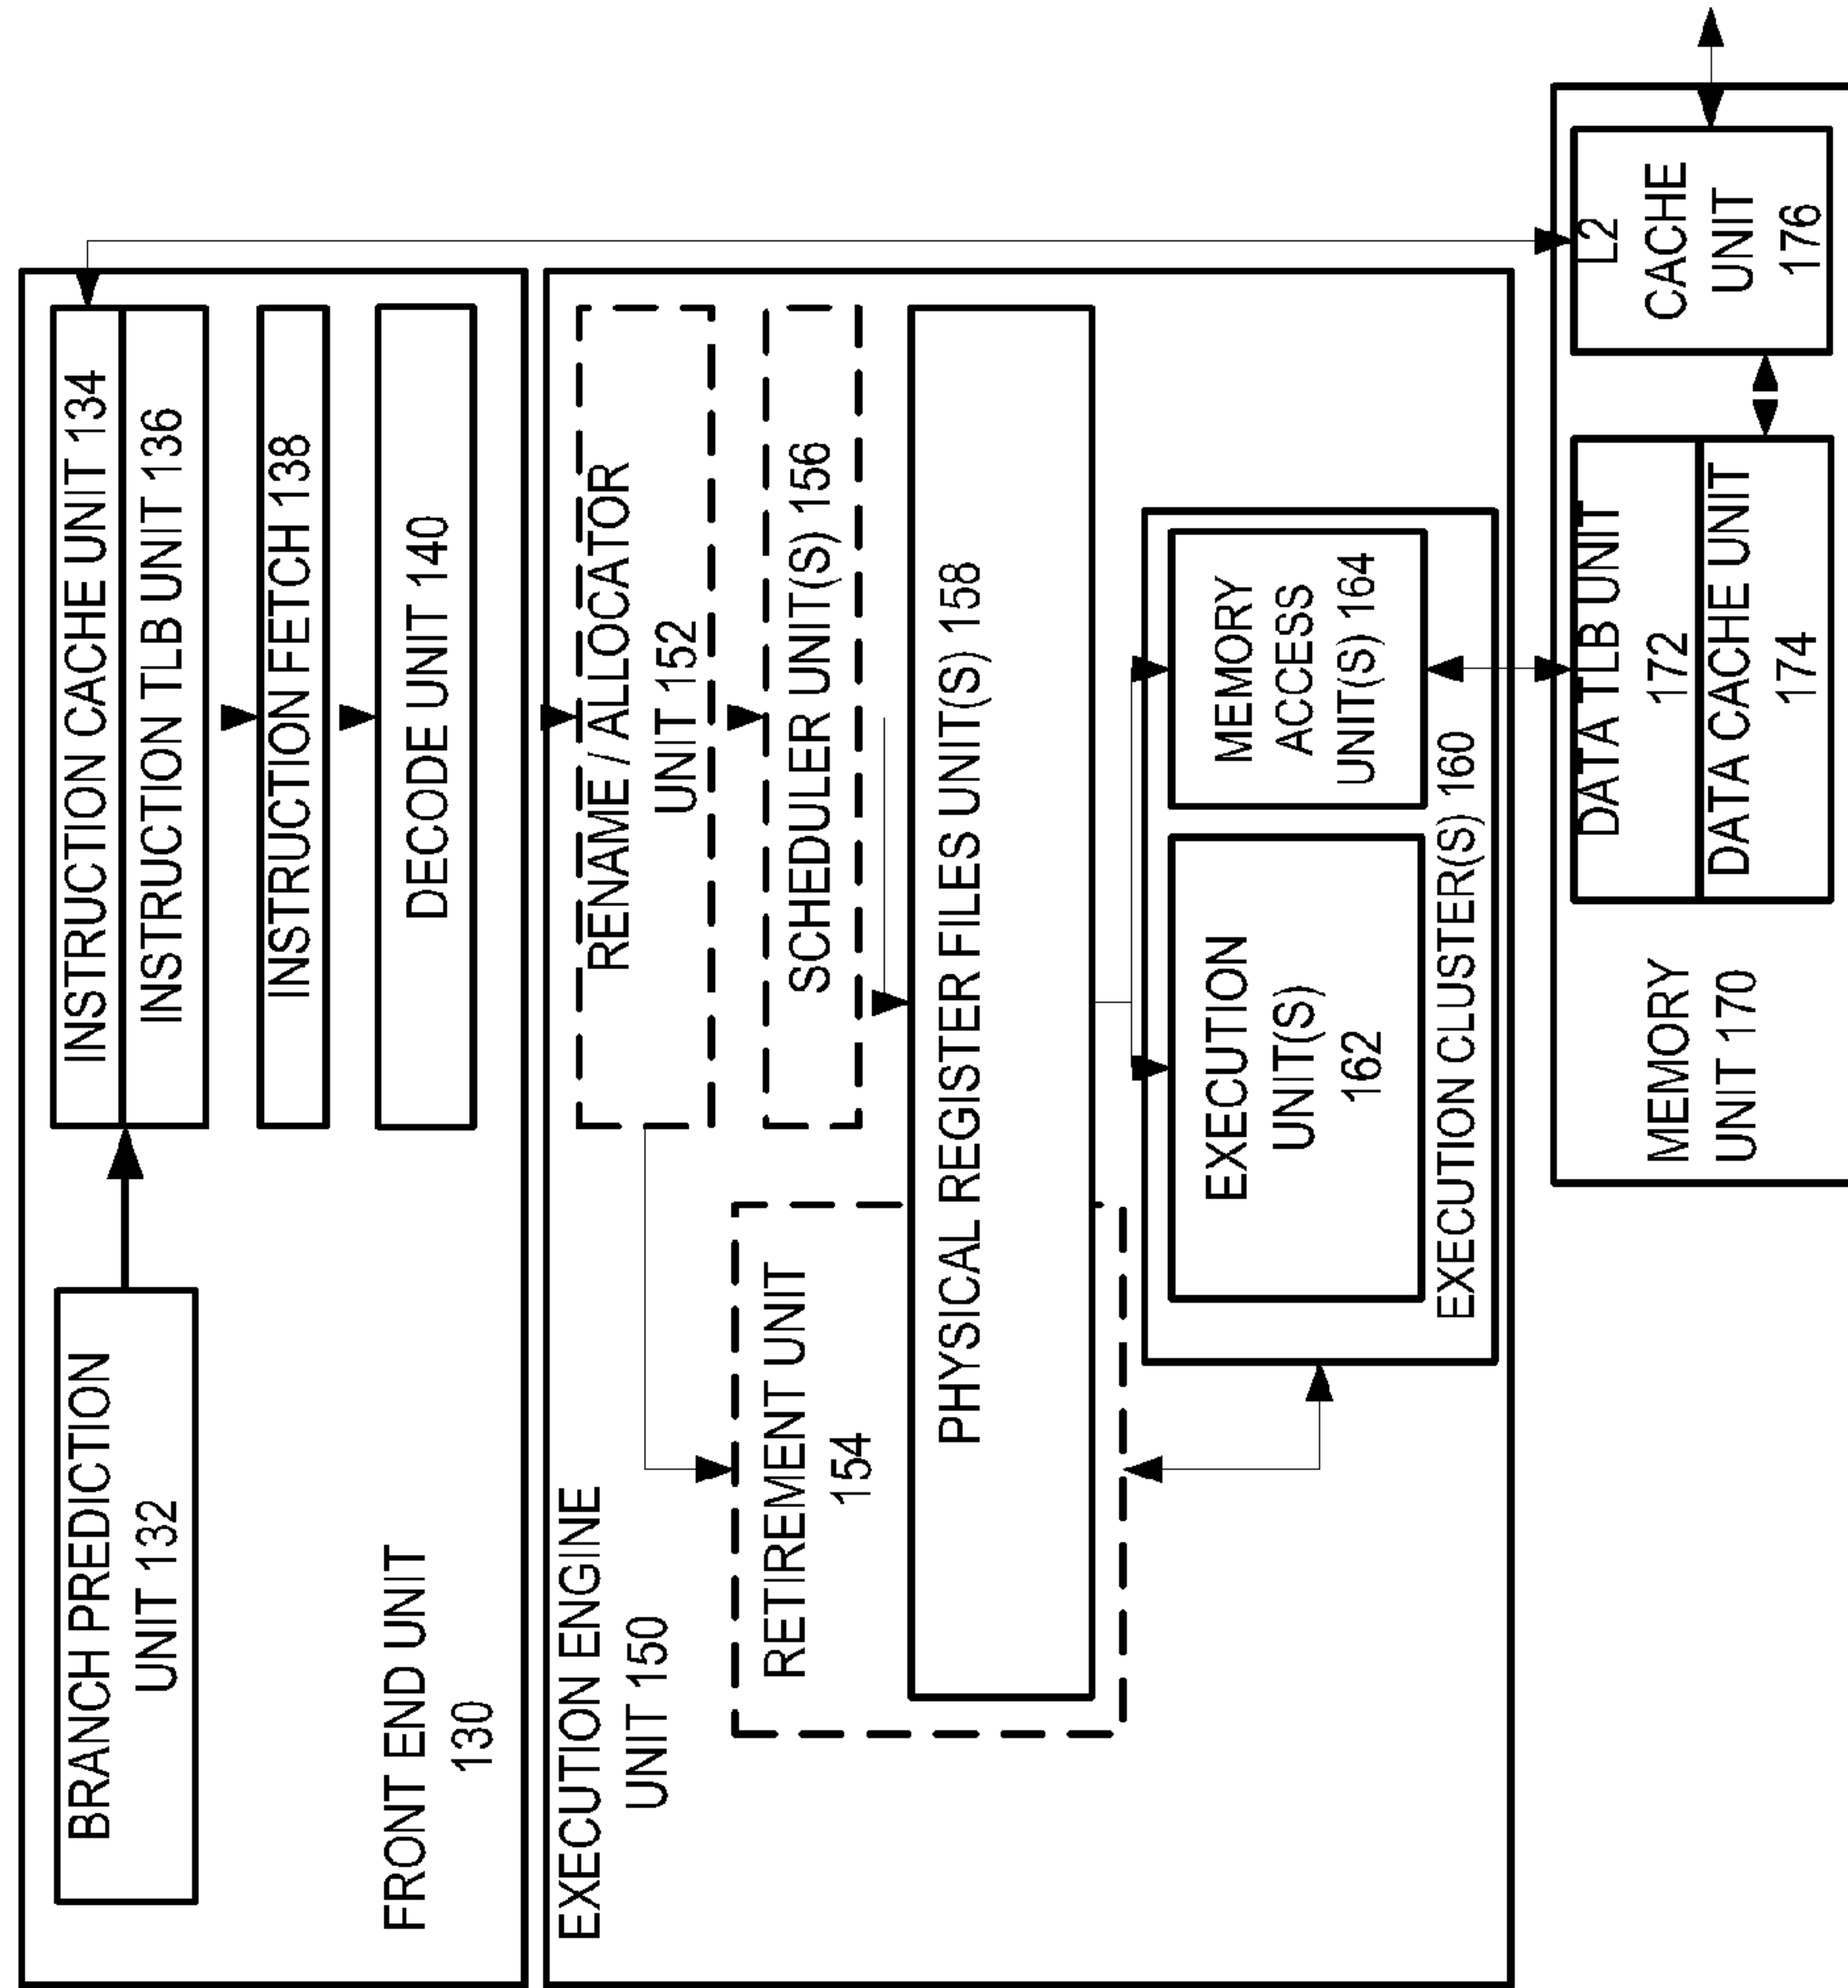 BRANCH PREDICTION
UNIT 132
INSTRUCTION CACHE UNIT 134
INSTRUCTION TLB UNIT 136
INSTRUCTION FETCH 138
DECODE UNIT 140
FRONT END UNIT
130
EXECUTION ENGINE
UNIT 150
RENAME / ALLOCATOR
UNIT 152
RETIREMENT UNIT
154
SCHEDULER UNIT(S) 156
PHYSICAL REGISTER FILES UNIT(S) 158
EXECUTION
UNIT(S)
162
MEMORY
ACCESS
UNIT(S) 164
EXECUTION CLUSTER(S) 160
MEMORY
UNIT 170
DATA TLB UNIT
172
DATA CACHE UNIT
174
L2
CACHE
UNIT
176